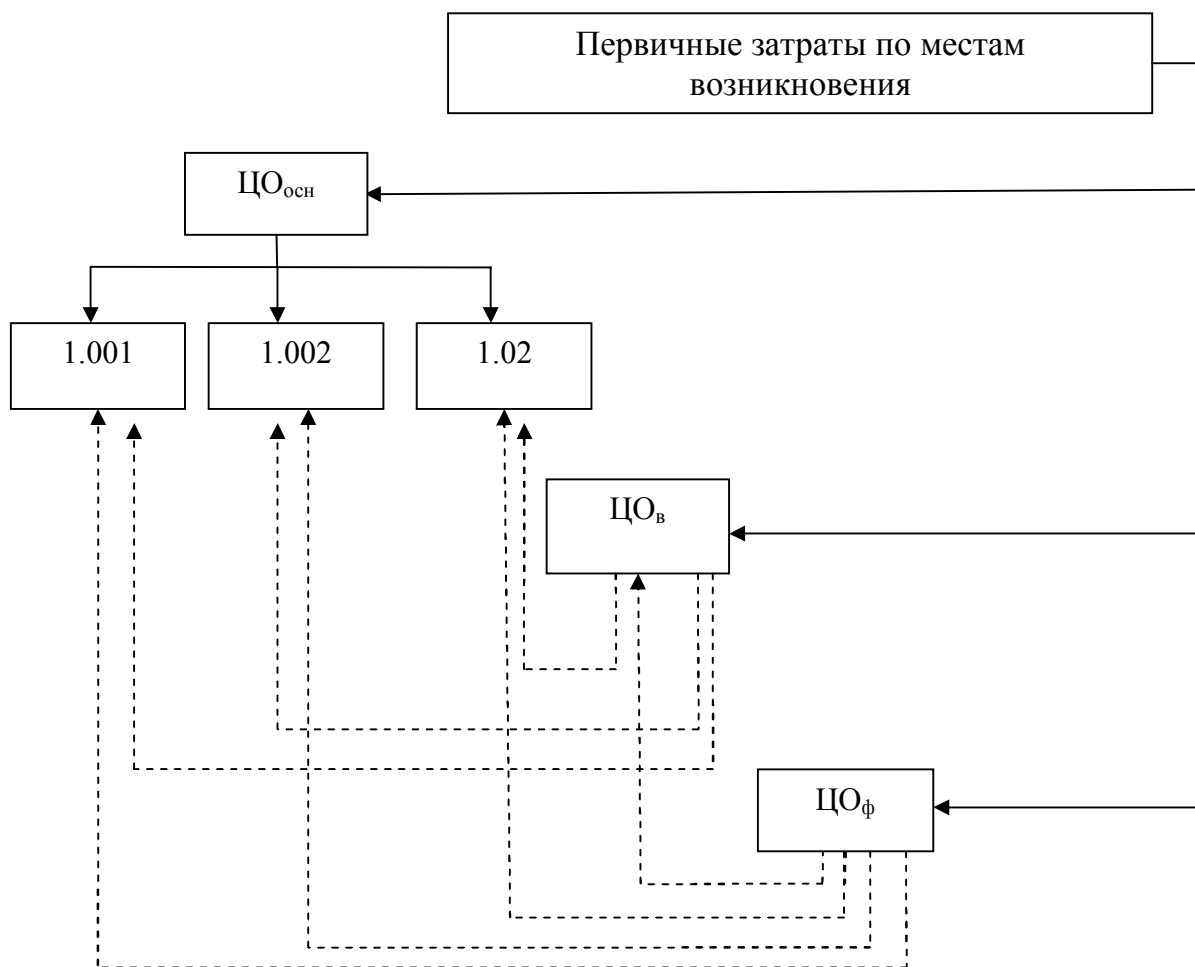 Первичные затраты по местам
возникновения
ЦОосн
1.001
1.002
1.02
ЦОв
ЦОф